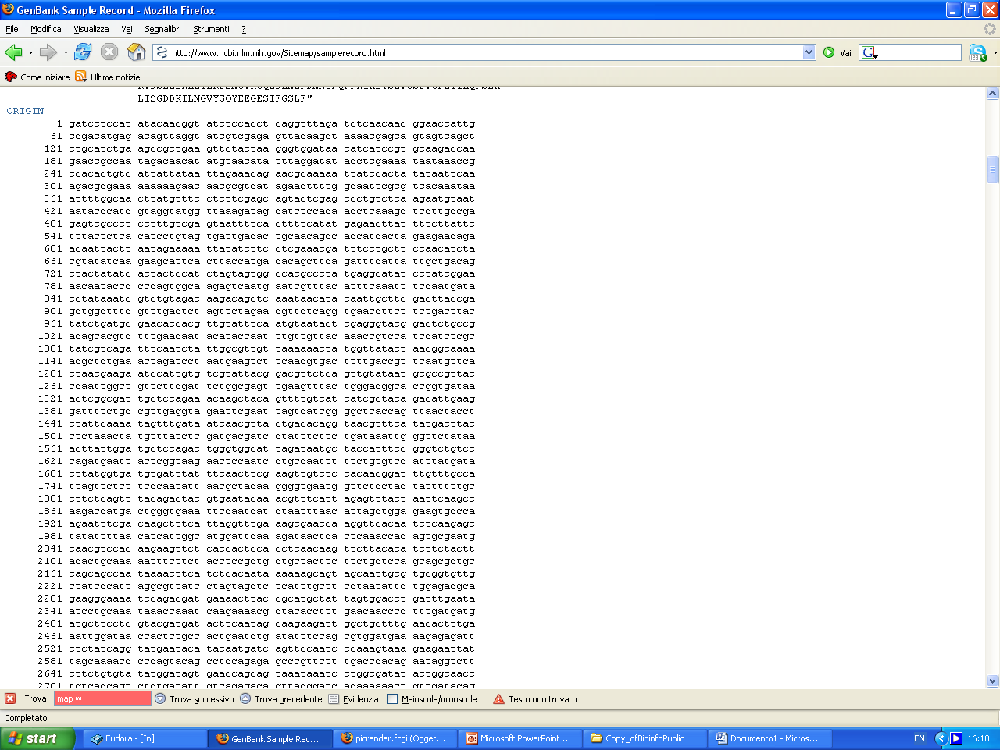 GenBank Sample Record - Mozilla Firefox
File Modifica Visualizza Vai Segnalibri Strumenti ?
http://www.ncbi.nlm.nih.gov/Sitemap/samplerecord.html Vai
Come iniziare Ultime notizie
LISGDDKILNGVYSQYEEGESIFGSLF"
ORIGIN
1 gatcctccat atacaacggt atctccacct caggtttaga tctcaacaac ggaaccattg
61 ccgacatgag acagttaggt atcgtcgaga gttacaagct aaaacgagca gtagtcagct
121 ctgcatctga agccgctgaa gttctactaa gggtggataa catcatccgt gcaagaccaa
181 gaaccgccaa tagacaacat atgtaacata tttaggatat acctcgaaaa taataaaccg
241 ccacactgtc attattataa ttagaaacag aacgcaaaaa ttatccacta tataattcaa
301 agacgcgaaa aaaaaagaac aacgcgtcat agaacttttg gcaattcgcg tcacaaataa
361 attttggcaa cttatgtttc ctcttcgagc agtactcgag ccctgtctca agaatgtaat
421 aatacccatc gtaggtatgg ttaaagatag catctccaca acctcaaagc tccttgccga
481 gagtcgccct cctttgtcga gtaattttca cttttcatat gagaacttat tttcttattc
541 tttactctca catcctgtag tgattgacac tgcaacagcc accatcacta gaagaacaga
601 acaattactt aatagaaaaa ttatatcttc ctcgaaacga tttcctgctt ccaacatcta
661 cgtatatcaa gaagcattca cttaccatga cacagcttca gatttcatta ttgctgacag
721 ctactatatc actactccat ctagtagtgg ccacgcccta tgaggcatat cctatcggaa
781 aacaataccc cccagtggca agagtcaatg aatcgtttac atttcaaatt tccaatgata
841 cctataaatc gtctgtagac aagacagctc aaataacata caattgcttc gacttaccga
901 gctggctttc gtttgactct agttctagaa cgttctcagg tgaaccttct tctgacttac
961 tatctgatgc gaacaccacg ttgtatttca atgtaatact cgagggtacg gactctgccg
1021 acagcacgtc tttgaacaat acataccaat ttgttgttac aaaccgtcca tccatctcgc
1081 tatcgtcaga tttcaatcta ttggcgttgt taaaaaacta tggttatact aacggcaaaa
1141 acgctctgaa actagatcct aatgaagtct tcaacgtgac ttttgaccgt tcaatgttca
1201 ctaacgaaga atccattgtg tcgtattacg gacgttctca gttgtataat gcgccgttac
1261 ccaattggct gttcttcgat tctggcgagt tgaagtttac tgggacggca ccggtgataa
1321 actcggcgat tgctccagaa acaagctaca gttttgtcat catcgctaca gacattgaag
1381 gattttctgc cgttgaggta gaattcgaat tagtcatcgg ggctcaccag ttaactacct
1441 ctattcaaaa tagtttgata atcaacgtta ctgacacagg taacgtttca tatgacttac
1501 ctctaaacta tgtttatctc gatgacgatc ctatttcttc tgataaattg ggttctataa
1561 acttattgga tgctccagac tgggtggcat tagataatgc taccatttcc gggtctgtcc
1621 cagatgaatt actcggtaag aactccaatc ctgccaattt ttctgtgtcc atttatgata
1681 cttatggtga tgtgatttat ttcaacttcg aagttgtctc cacaacggat ttgtttgcca
1741 ttagttctct tcccaatatt aacgctacaa ggggtgaatg gttctcctac tattttttgc
1801 cttctcagtt tacagactac gtgaatacaa acgtttcatt agagtttact aattcaagcc
1861 aagaccatga ctgggtgaaa ttccaatcat ctaatttaac attagctgga gaagtgccca
1921 agaatttcga caagctttca ttaggtttga aagcgaacca aggttcacaa tctcaagagc
1981 tatattttaa catcattggc atggattcaa agataactca ctcaaaccac agtgcgaatg
2041 caacgtccac aagaagttct caccactcca cctcaacaag ttcttacaca tcttctactt
2101 acactgcaaa aatttcttct acctccgctg ctgctacttc ttctgctcca gcagcgctgc
2161 cagcagccaa taaaacttca tctcacaata aaaaagcagt agcaattgcg tgcggtgttg
2221 ctatcccatt aggcgttatc ctagtagctc tcatttgctt cctaatattc tggagacgca
2281 gaagggaaaa tccagacgat gaaaacttac cgcatgctat tagtggacct gatttgaata
2341 atcctgcaaa taaaccaaat caagaaaacg ctacaccttt gaacaacccc tttgatgatg
2401 atgcttcctc gtacgatgat acttcaatag caagaagatt ggctgctttg aacactttga
2461 aattggataa ccactctgcc actgaatctg atatttccag cgtggatgaa aagagagatt
2521 ctctatcagg tatgaataca tacaatgatc agttccaatc ccaaagtaaa gaagaattat
2581 tagcaaaacc cccagtacag cctccagaga gcccgttctt tgacccacag aataggtctt
2641 cttctgtgta tatggatagt gaaccagcag taaataaatc ctggcgatat actggcaacc
2701 tgtcaccagt ctctgatatt gtcagagaca gttacggatc acaaaaaact gttgatacag
Trova: map w Trova successivo Trova precedente Evidenzia Maiuscole/minuscole Testo non trovato
Completato
start Eudora - [In] GenBank Sample Rec... picrender.fcgi (Ogget... Microsoft PowerPoint ... Copy_ofBioinfoPublic Documento1 - Micros... EN 16:10